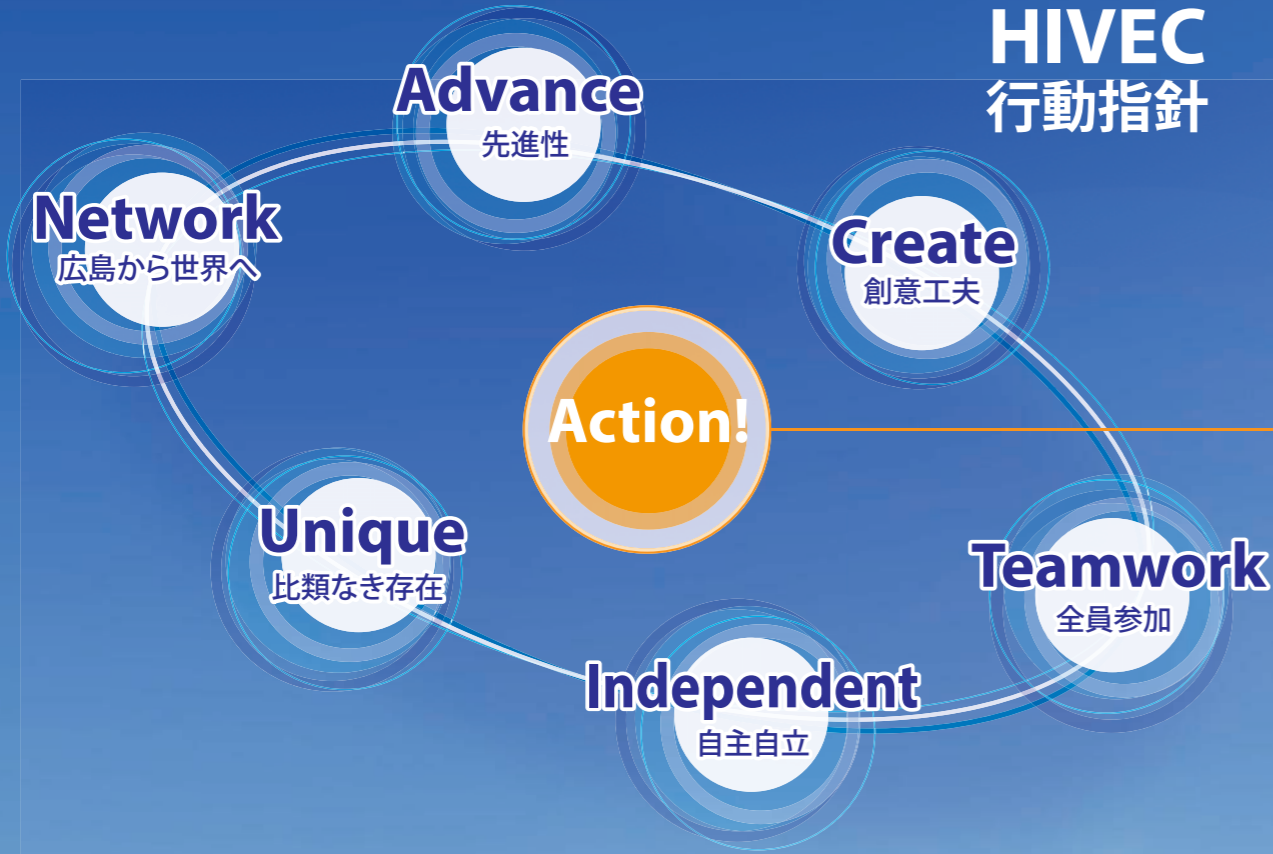 HIVEC
行動指針
Advance
先進性
Network
広島から世界へ
Create
創意工夫
Action!
Unique
比類なき存在
Teamwork
全員参加
Independent
自主自立